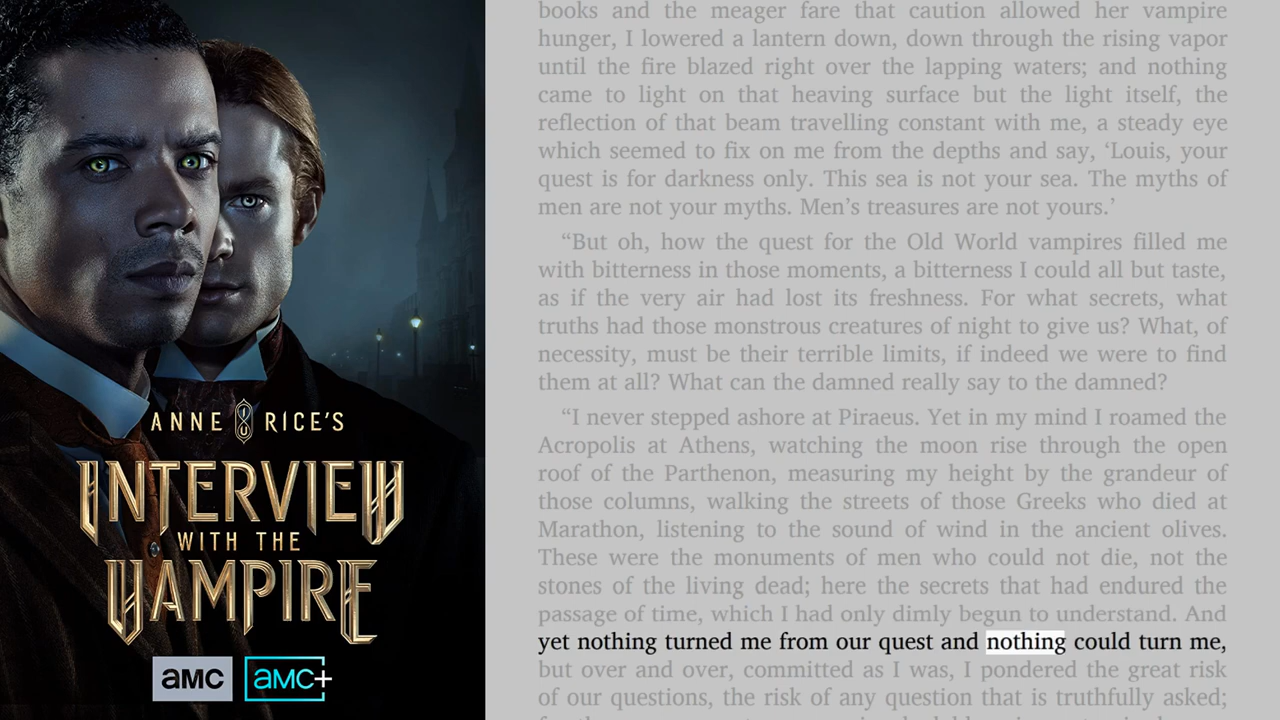 ANNE RICE'S
INTERVIEW
WITH THE
VAMPIRE
amc
amc+
books and the meager fare that caution allowed her vampire
hunger, I lowered a lantern down, down through the rising vapor
until the fire blazed right over the lapping waters; and nothing
came to light on that heaving surface but the light itself, the
reflection of that beam travelling constant with me, a steady eye
which seemed to fix on me from the depths and say, ‘Louis, your
quest is for darkness only. This sea is not your sea. The myths of
men are not your myths. Men’s treasures are not yours.’
“But oh, how the quest for the Old World vampires filled me
with bitterness in those moments, a bitterness I could all but taste,
as if the very air had lost its freshness. For what secrets, what
truths had those monstrous creatures of night to give us? What, of
necessity, must be their terrible limits, if indeed we were to find
them at all? What can the damned really say to the damned?
“I never stepped ashore at Piraeus. Yet in my mind I roamed the
Acropolis at Athens, watching the moon rise through the open
roof of the Parthenon, measuring my height by the grandeur of
those columns, walking the streets of those Greeks who died at
Marathon, listening to the sound of wind in the ancient olives.
These were the monuments of men who could not die, not the
stones of the living dead; here the secrets that had endured the
passage of time, which I had only dimly begun to understand. And
yet nothing turned me from our quest and nothing could turn me,
but over and over, committed as I was, I pondered the great risk
of our questions, the risk of any question that is truthfully asked;